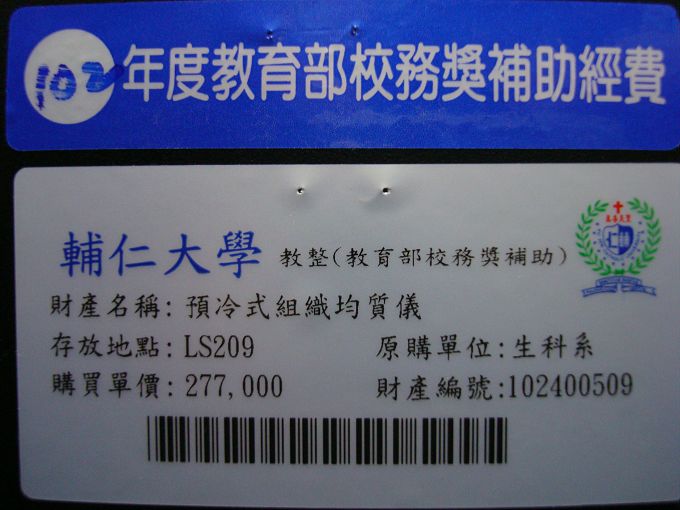 102年度教育部校務獎補助經費
輔仁大學 教整(教育部校務獎補助)
財產名稱: 預冷式組織均质儀
存放地點: LS209 原購單位:生科系
購買單價: 277,000 財產編號:102400509